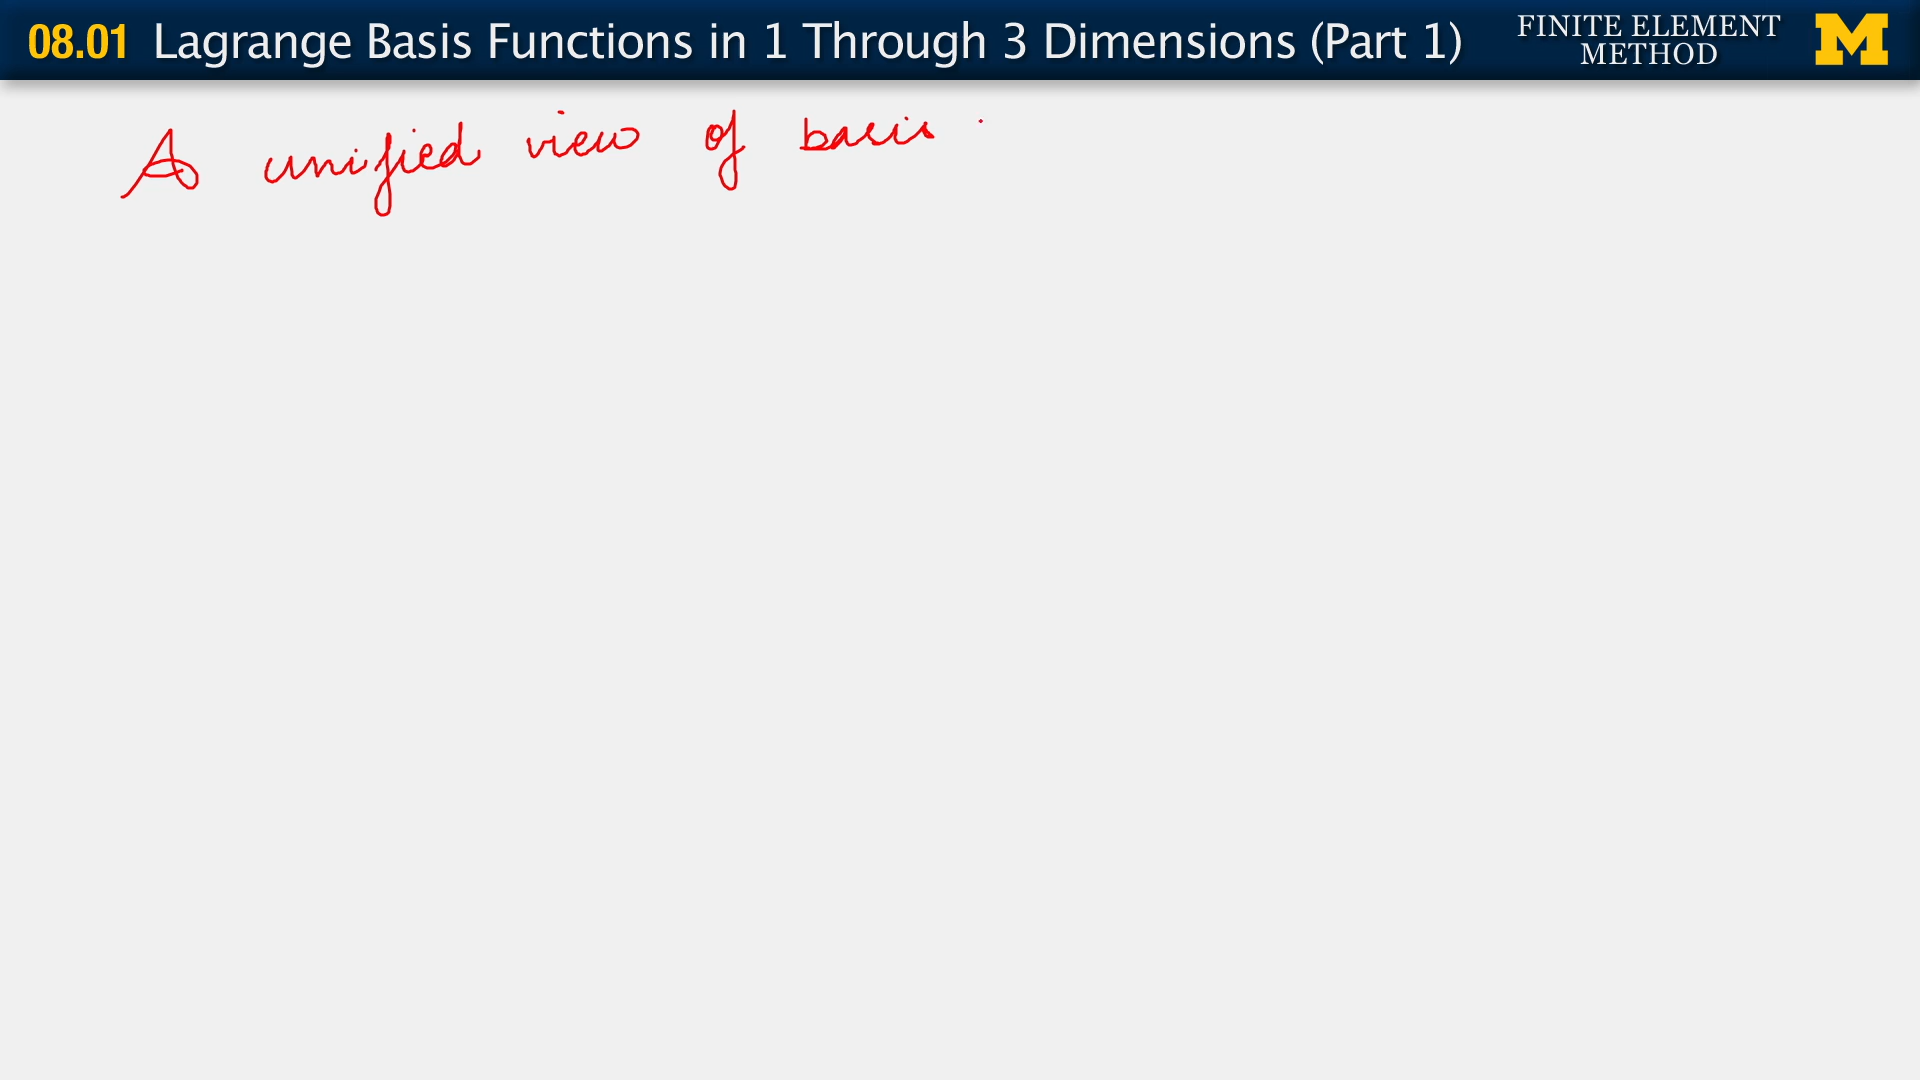 08.01 Lagrange Basis Functions in 1 Through 3 Dimensions (Part 1)
FINITE ELEMENT
METHOD
M
A unified view of basis